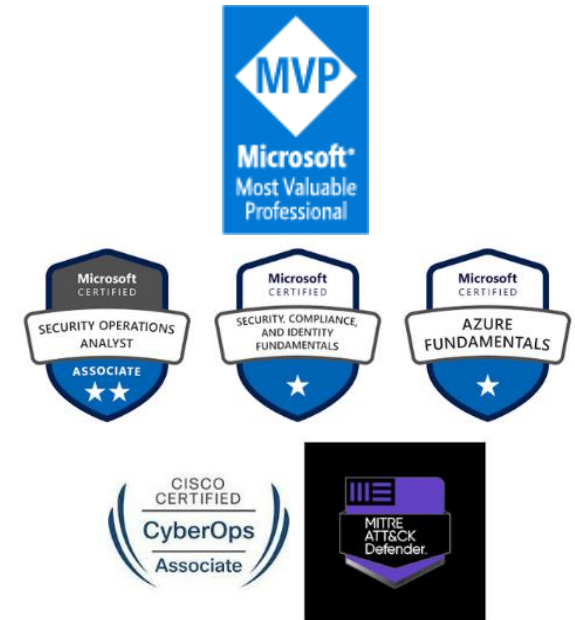 MVP
Microsoft®
Most Valuable
Professional
Microsoft
CERTIFIED
SECURITY OPERATIONS
ANALYST
ASSOCIATE
Microsoft
CERTIFIED
SECURITY, COMPLIANCE,
AND IDENTITY
FUNDAMENTALS
Microsoft
CERTIFIED
AZURE
FUNDAMENTALS
CISCO
CERTIFIED
CyberOps
Associate
MITRE
ATT&CK
Defender.